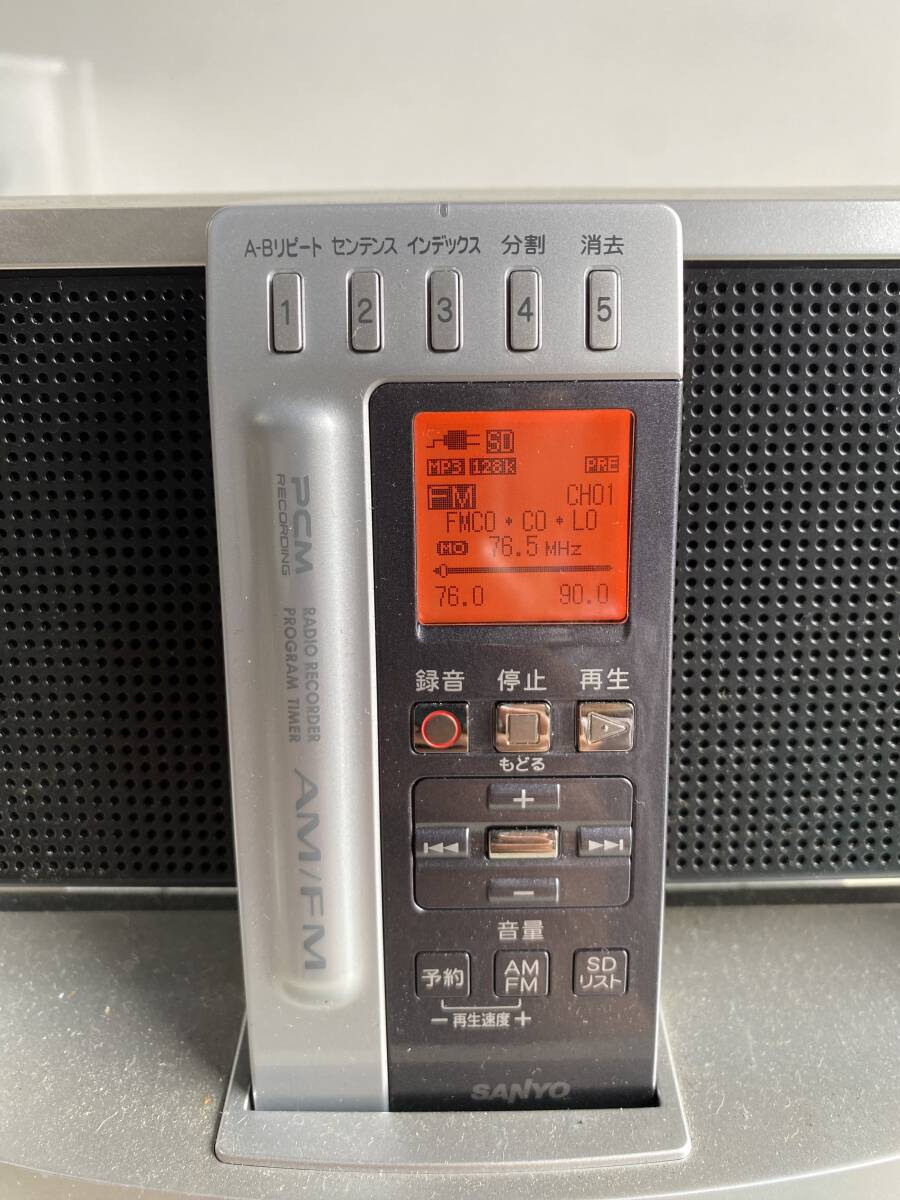 A-Bリピート センテンス インデックス 分割 消去
1 2 3 4 5
SD
MP3 128k PRE
FM CH01
FMCO・CO・LO
MO 76.5 MHz
76.0 90.0
PCM
RECORDING
RADIO RECORDER
PROGRAM TIMER
AM/FM
録音 停止 再生
もどる
+
−
音量
予約 AM FM SD リスト
− 再生速度 +
SANYO